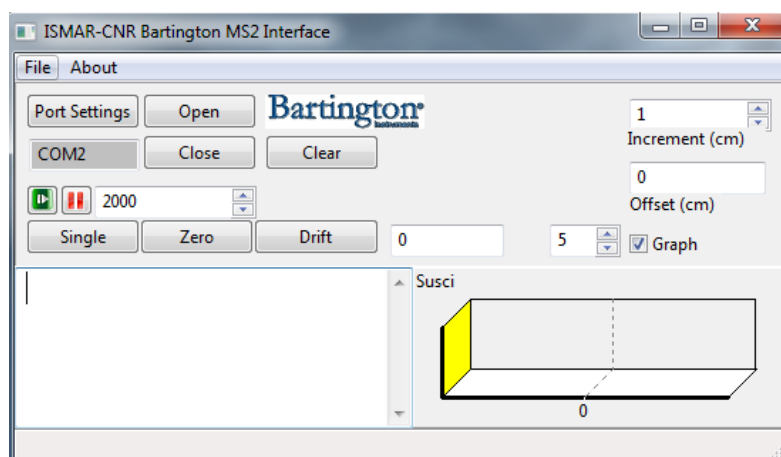 ISMAR-CNR Bartington MS2 Interface
File About
Port Settings Open Bartington® 1
Instruments
Increment (cm)
COM2 Close Clear
0
Offset (cm)
2000
Single Zero Drift 0 5 Graph
Susci
0